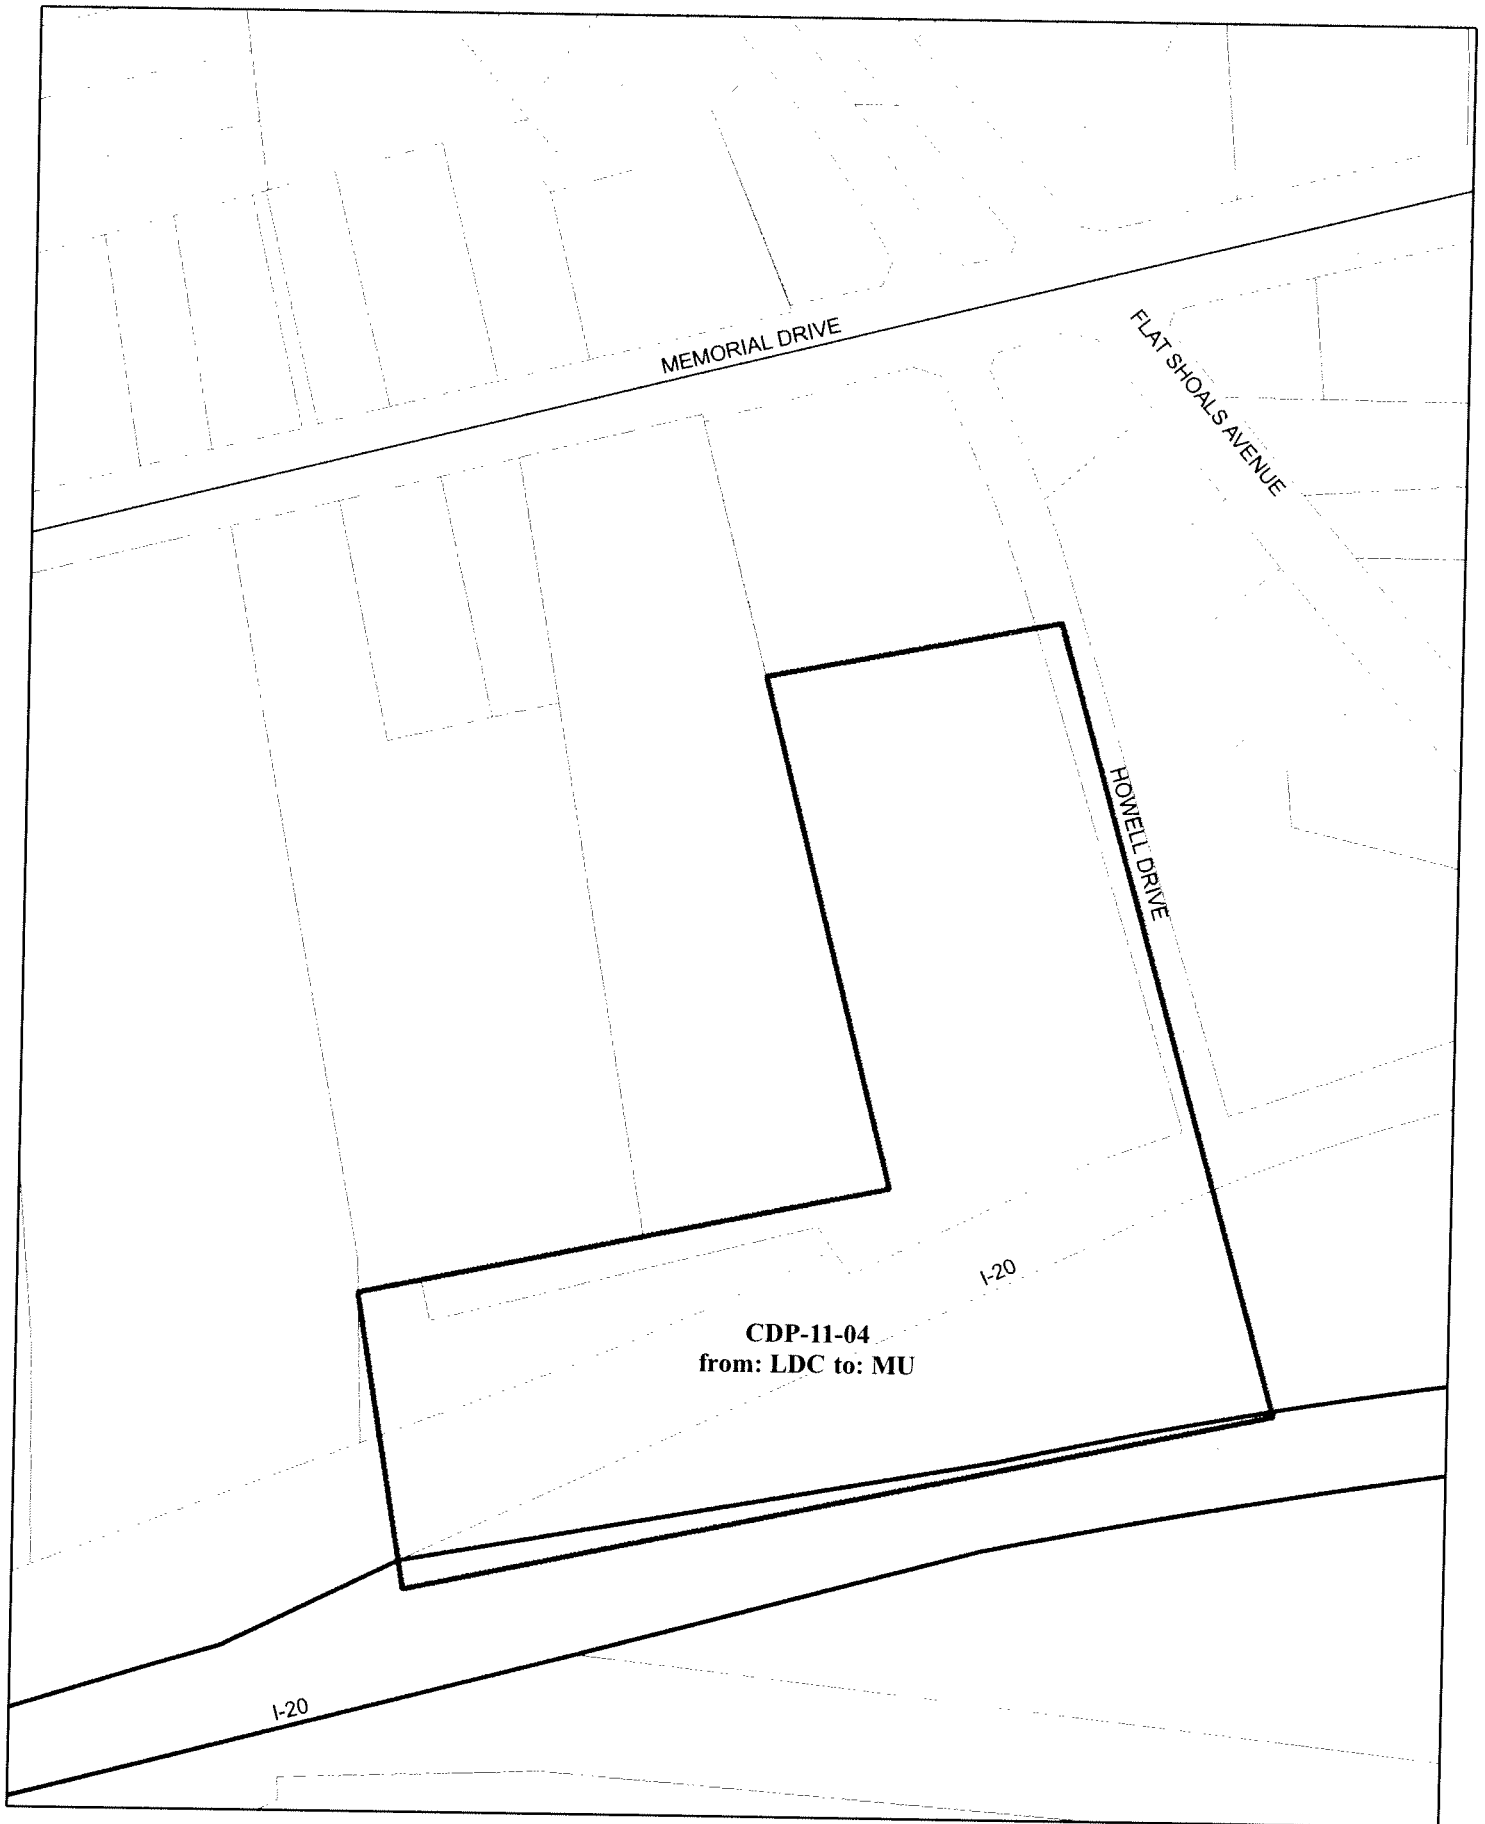 MEMORIAL DRIVE
FLAT SHOALS AVENUE
HOWELL DRIVE
I-20
CDP-11-04
from: LDC to: MU
I-20